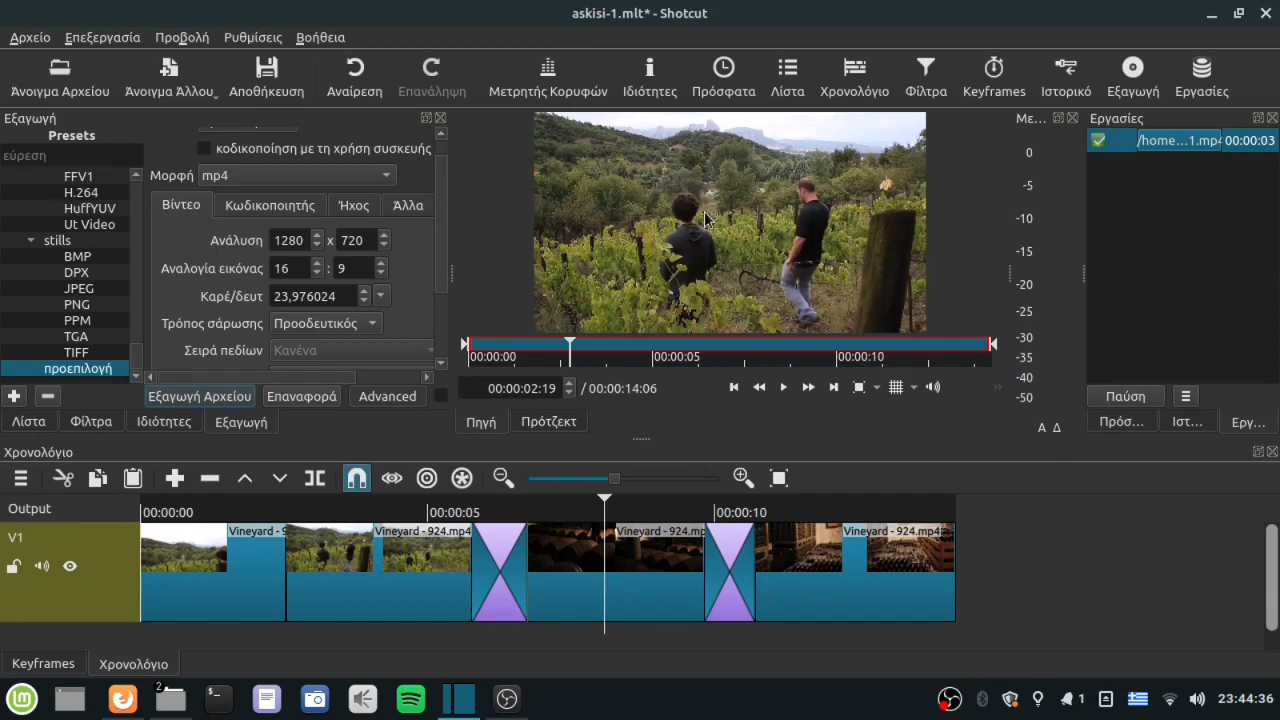 askisi-1.mlt* - Shotcut
Αρχείο Επεξεργασία Προβολή Ρυθμίσεις Βοήθεια
Άνοιγμα Αρχείου Άνοιγμα Άλλου Αποθήκευση Αναίρεση Επανάληψη Μετρητής Κορυφών Ιδιότητες Πρόσφατα Λίστα Χρονολόγιο Φίλτρα Keyframes Ιστορικό Εξαγωγή Εργασίες
Εξαγωγή
Presets
εύρεση
FFV1
H.264
HuffYUV
Ut Video
stills
BMP
DPX
JPEG
PNG
PPM
TGA
TIFF
προεπιλογή
κοδικοποίηση με τη χρήση συσκευής
Μορφή mp4
Βίντεο Κωδικοποιητής Ήχος Άλλα
Ανάλυση 1280 x 720
Αναλογία εικόνας 16 : 9
Καρέ/δευτ 23,976024
Τρόπος σάρωσης Προοδευτικός
Σειρά πεδίων Κανένα
Εξαγωγή Αρχείου Επαναφορά Advanced
Λίστα Φίλτρα Ιδιότητες Εξαγωγή
00:00:00 00:00:05 00:00:10
00:00:02:19 / 00:00:14:06
Πηγή Πρότζεκτ
Με...
0
-5
-10
-15
-20
-25
-30
-35
-40
-50
Α Δ
Εργασίες
/home...1.mp4 00:00:03
Παύση
Πρόσ... Ιστ... Εργ...
Χρονολόγιο
Output
00:00:00 00:00:05 00:00:10
V1
Vineyard - 9 Vineyard - 924.mp4 Vineyard - 924.mp Vineyard - 924.mp4
Keyframes Χρονολόγιο
2
1
23:44:36